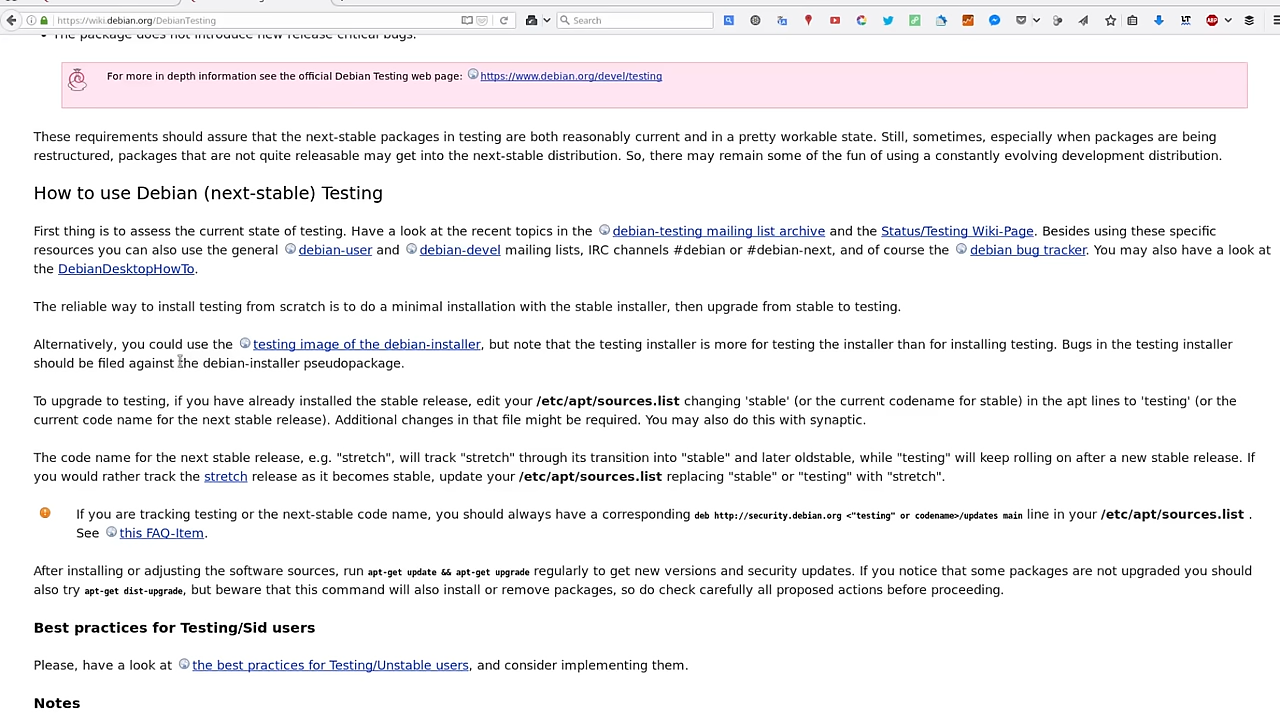 https://wiki.debian.org/DebianTesting
Search
The package does not introduce new release critical bugs.
For more in depth information see the official Debian Testing web page: https://www.debian.org/devel/testing
These requirements should assure that the next-stable packages in testing are both reasonably current and in a pretty workable state. Still, sometimes, especially when packages are being
restructured, packages that are not quite releasable may get into the next-stable distribution. So, there may remain some of the fun of using a constantly evolving development distribution.
How to use Debian (next-stable) Testing
First thing is to assess the current state of testing. Have a look at the recent topics in the debian-testing mailing list archive and the Status/Testing Wiki-Page. Besides using these specific
resources you can also use the general debian-user and debian-devel mailing lists, IRC channels #debian or #debian-next, and of course the debian bug tracker. You may also have a look at
the DebianDesktopHowTo.
The reliable way to install testing from scratch is to do a minimal installation with the stable installer, then upgrade from stable to testing.
Alternatively, you could use the testing image of the debian-installer, but note that the testing installer is more for testing the installer than for installing testing. Bugs in the testing installer
should be filed against the debian-installer pseudopackage.
To upgrade to testing, if you have already installed the stable release, edit your /etc/apt/sources.list changing 'stable' (or the current codename for stable) in the apt lines to 'testing' (or the
current code name for the next stable release). Additional changes in that file might be required. You may also do this with synaptic.
The code name for the next stable release, e.g. "stretch", will track "stretch" through its transition into "stable" and later oldstable, while "testing" will keep rolling on after a new stable release. If
you would rather track the stretch release as it becomes stable, update your /etc/apt/sources.list replacing "stable" or "testing" with "stretch".
If you are tracking testing or the next-stable code name, you should always have a corresponding deb http://security.debian.org <"testing" or codename>/updates main line in your /etc/apt/sources.list .
See this FAQ-Item.
After installing or adjusting the software sources, run apt-get update && apt-get upgrade regularly to get new versions and security updates. If you notice that some packages are not upgraded you should
also try apt-get dist-upgrade, but beware that this command will also install or remove packages, so do check carefully all proposed actions before proceeding.
Best practices for Testing/Sid users
Please, have a look at the best practices for Testing/Unstable users, and consider implementing them.
Notes